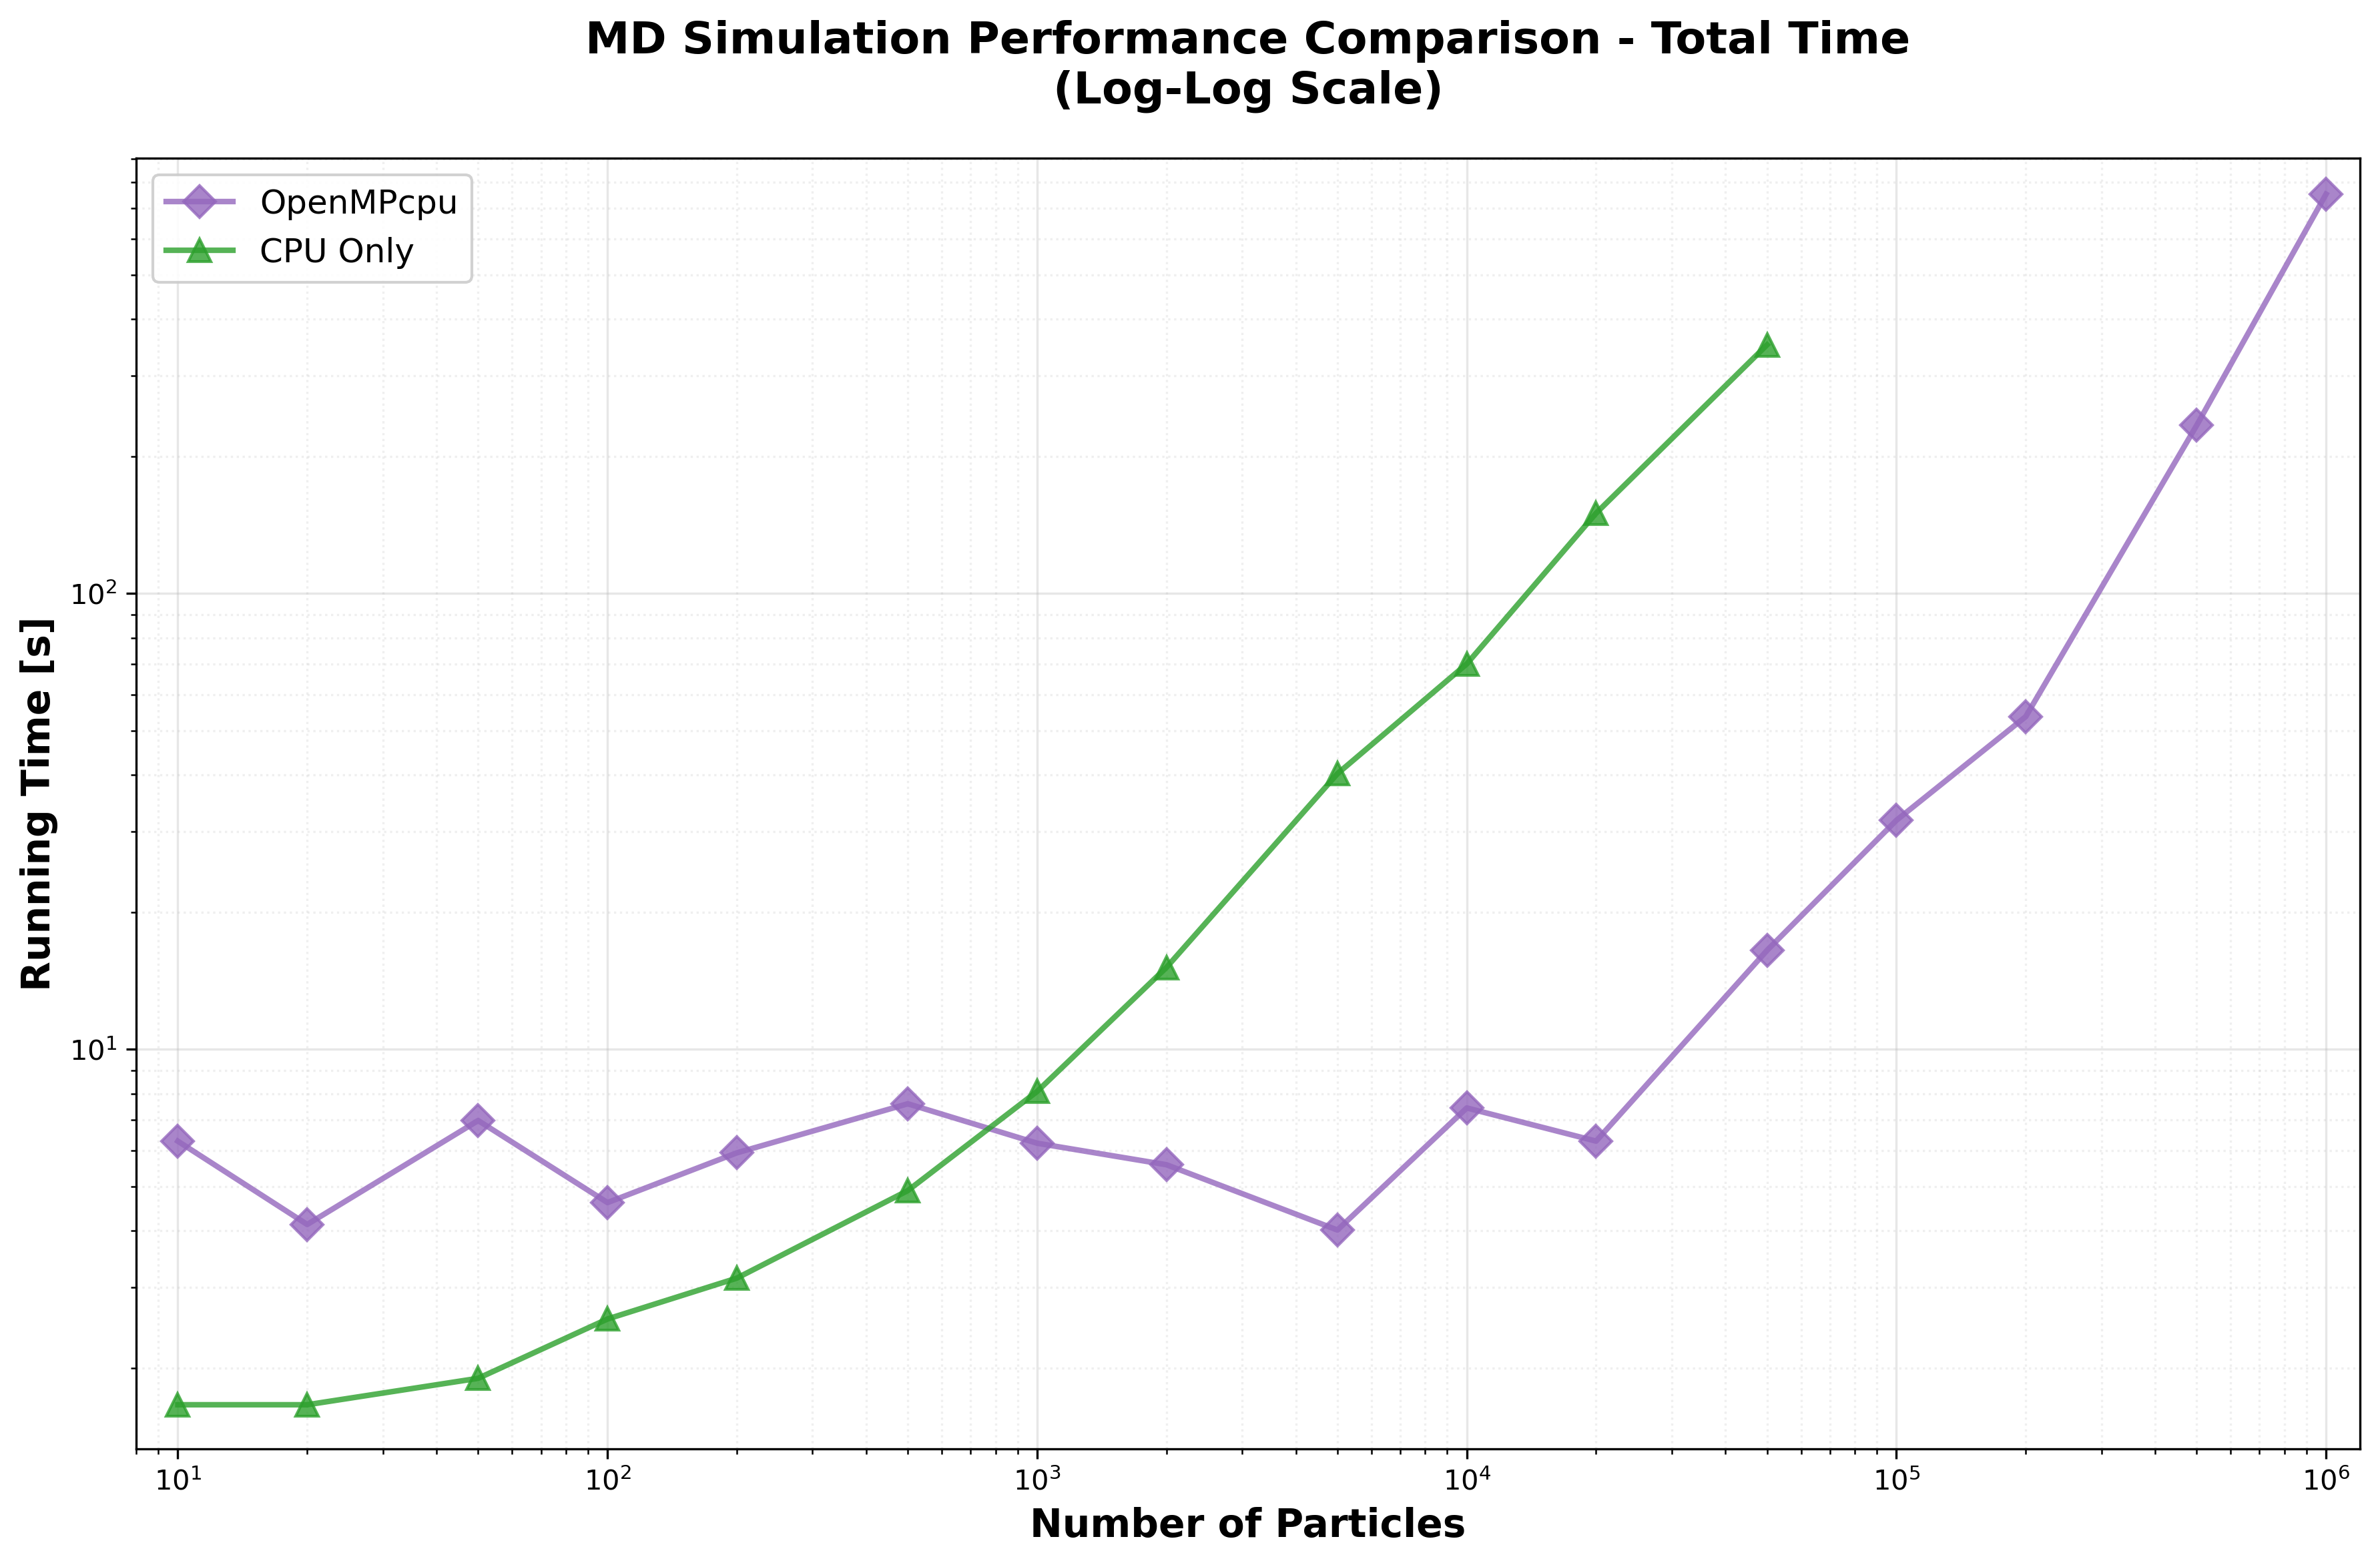 MD Simulation Performance Comparison - Total Time
(Log-Log Scale)
OpenMPcpu
CPU Only
Running Time [s]
10²
10¹
10¹ 10² 10³ 10⁴ 10⁵ 10⁶
Number of Particles